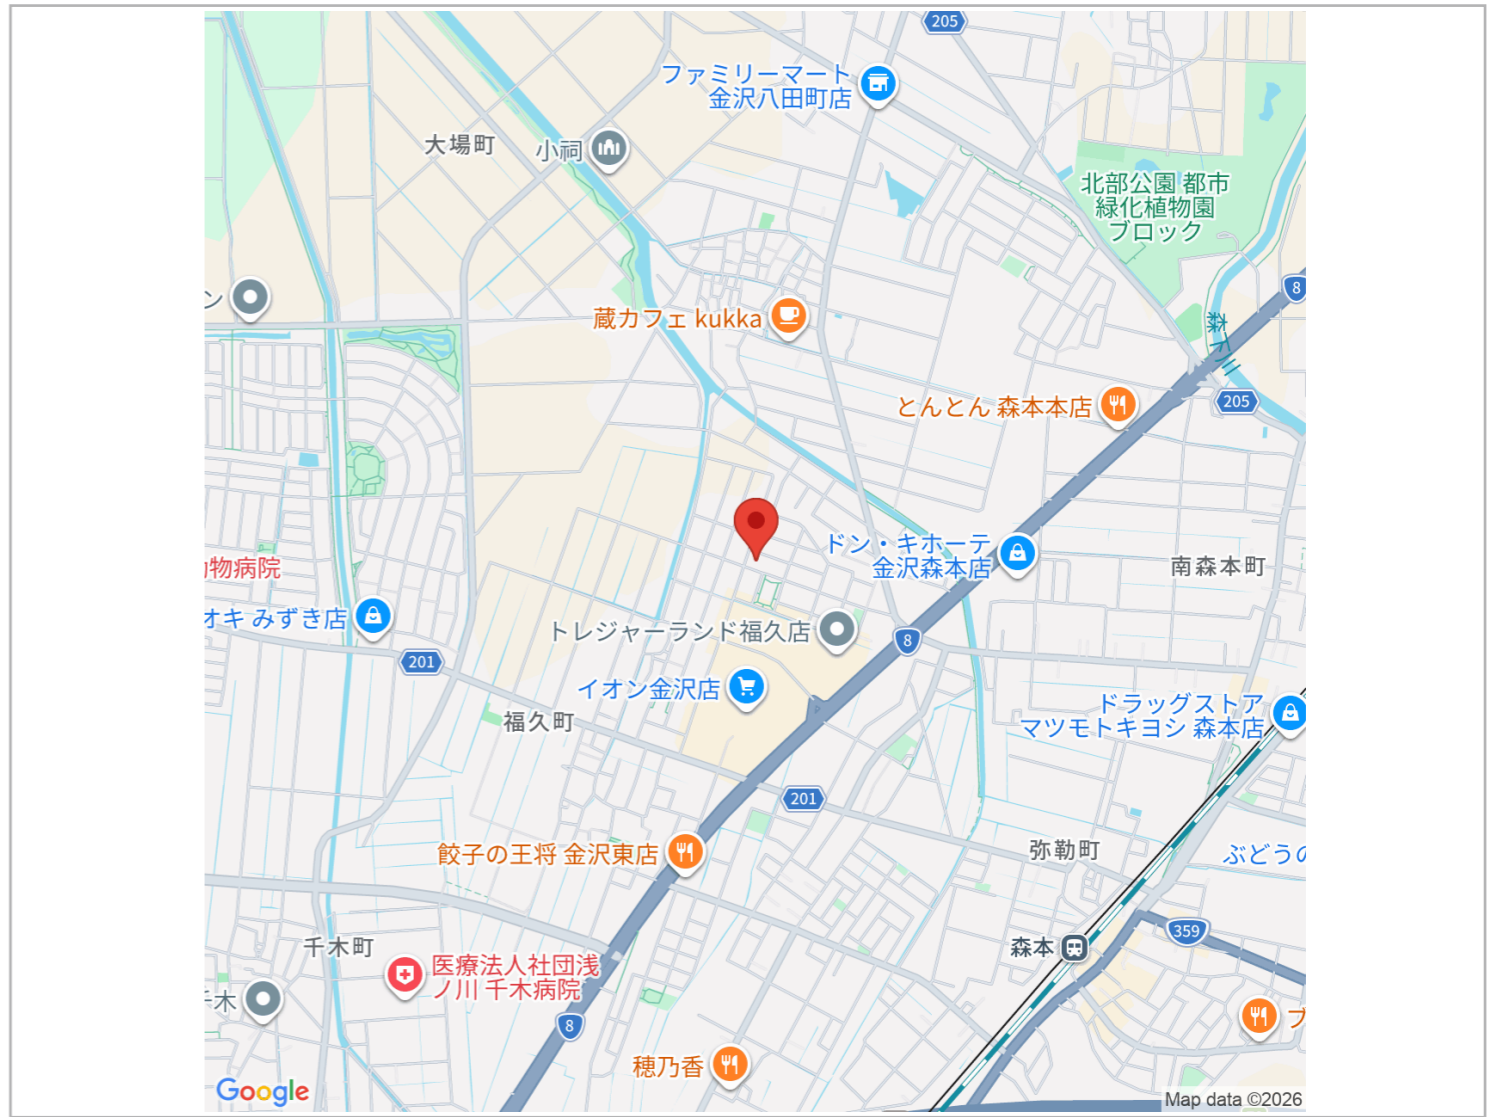 205
ファミリーマート
金沢八田町店
大場町
小祠
北部公園 都市
緑化植物園
ブロック
8
ン
蔵カフェ kukka
森下川
とんとん 森本本店
205
ドン・キホーテ
金沢森本店
南森本町
物病院
オキ みずき店
トレジャーランド福久店
8
201
イオン金沢店
ドラッグストア
マツモトキヨシ 森本店
福久町
201
餃子の王将 金沢東店
弥勒町
ぶどうの
359
千木町
森本
医療法人社団浅
ノ川 千木病院
木
ブ
8
穂乃香
Google
Map data ©2026